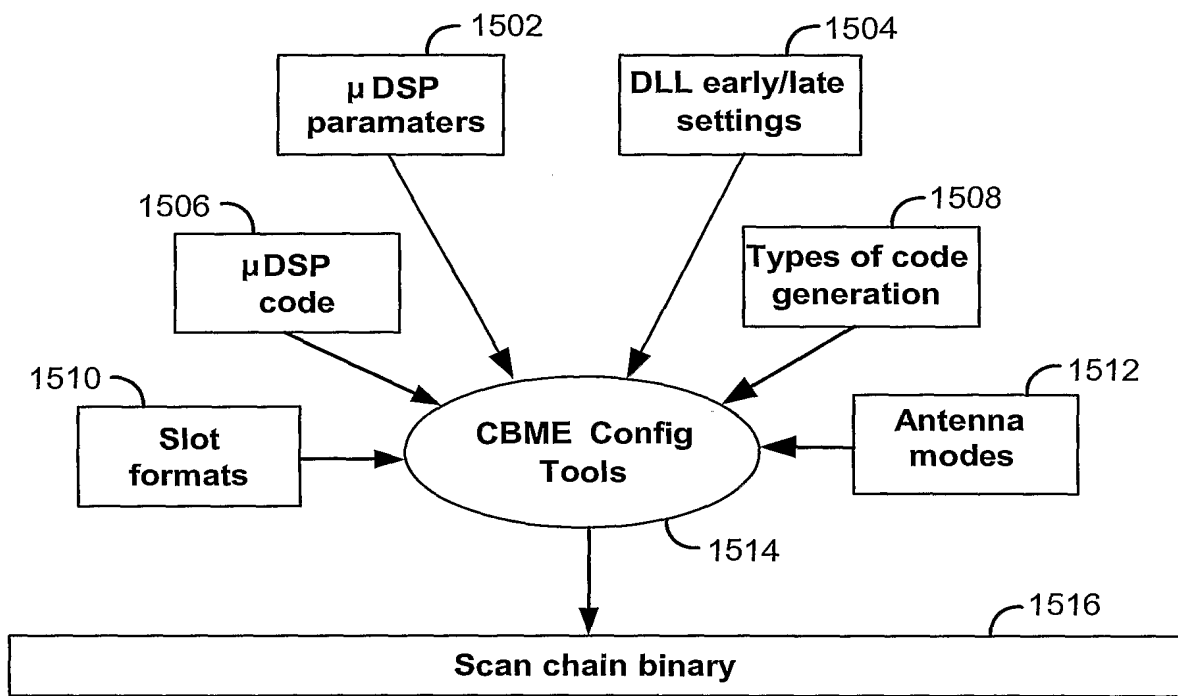 1502
1504
µ DSP
paramaters
DLL early/late
settings
1506
1508
µDSP
code
Types of code
generation
1510
1512
Slot
formats
CBME Config
Tools
Antenna
modes
1514
1516
Scan chain binary